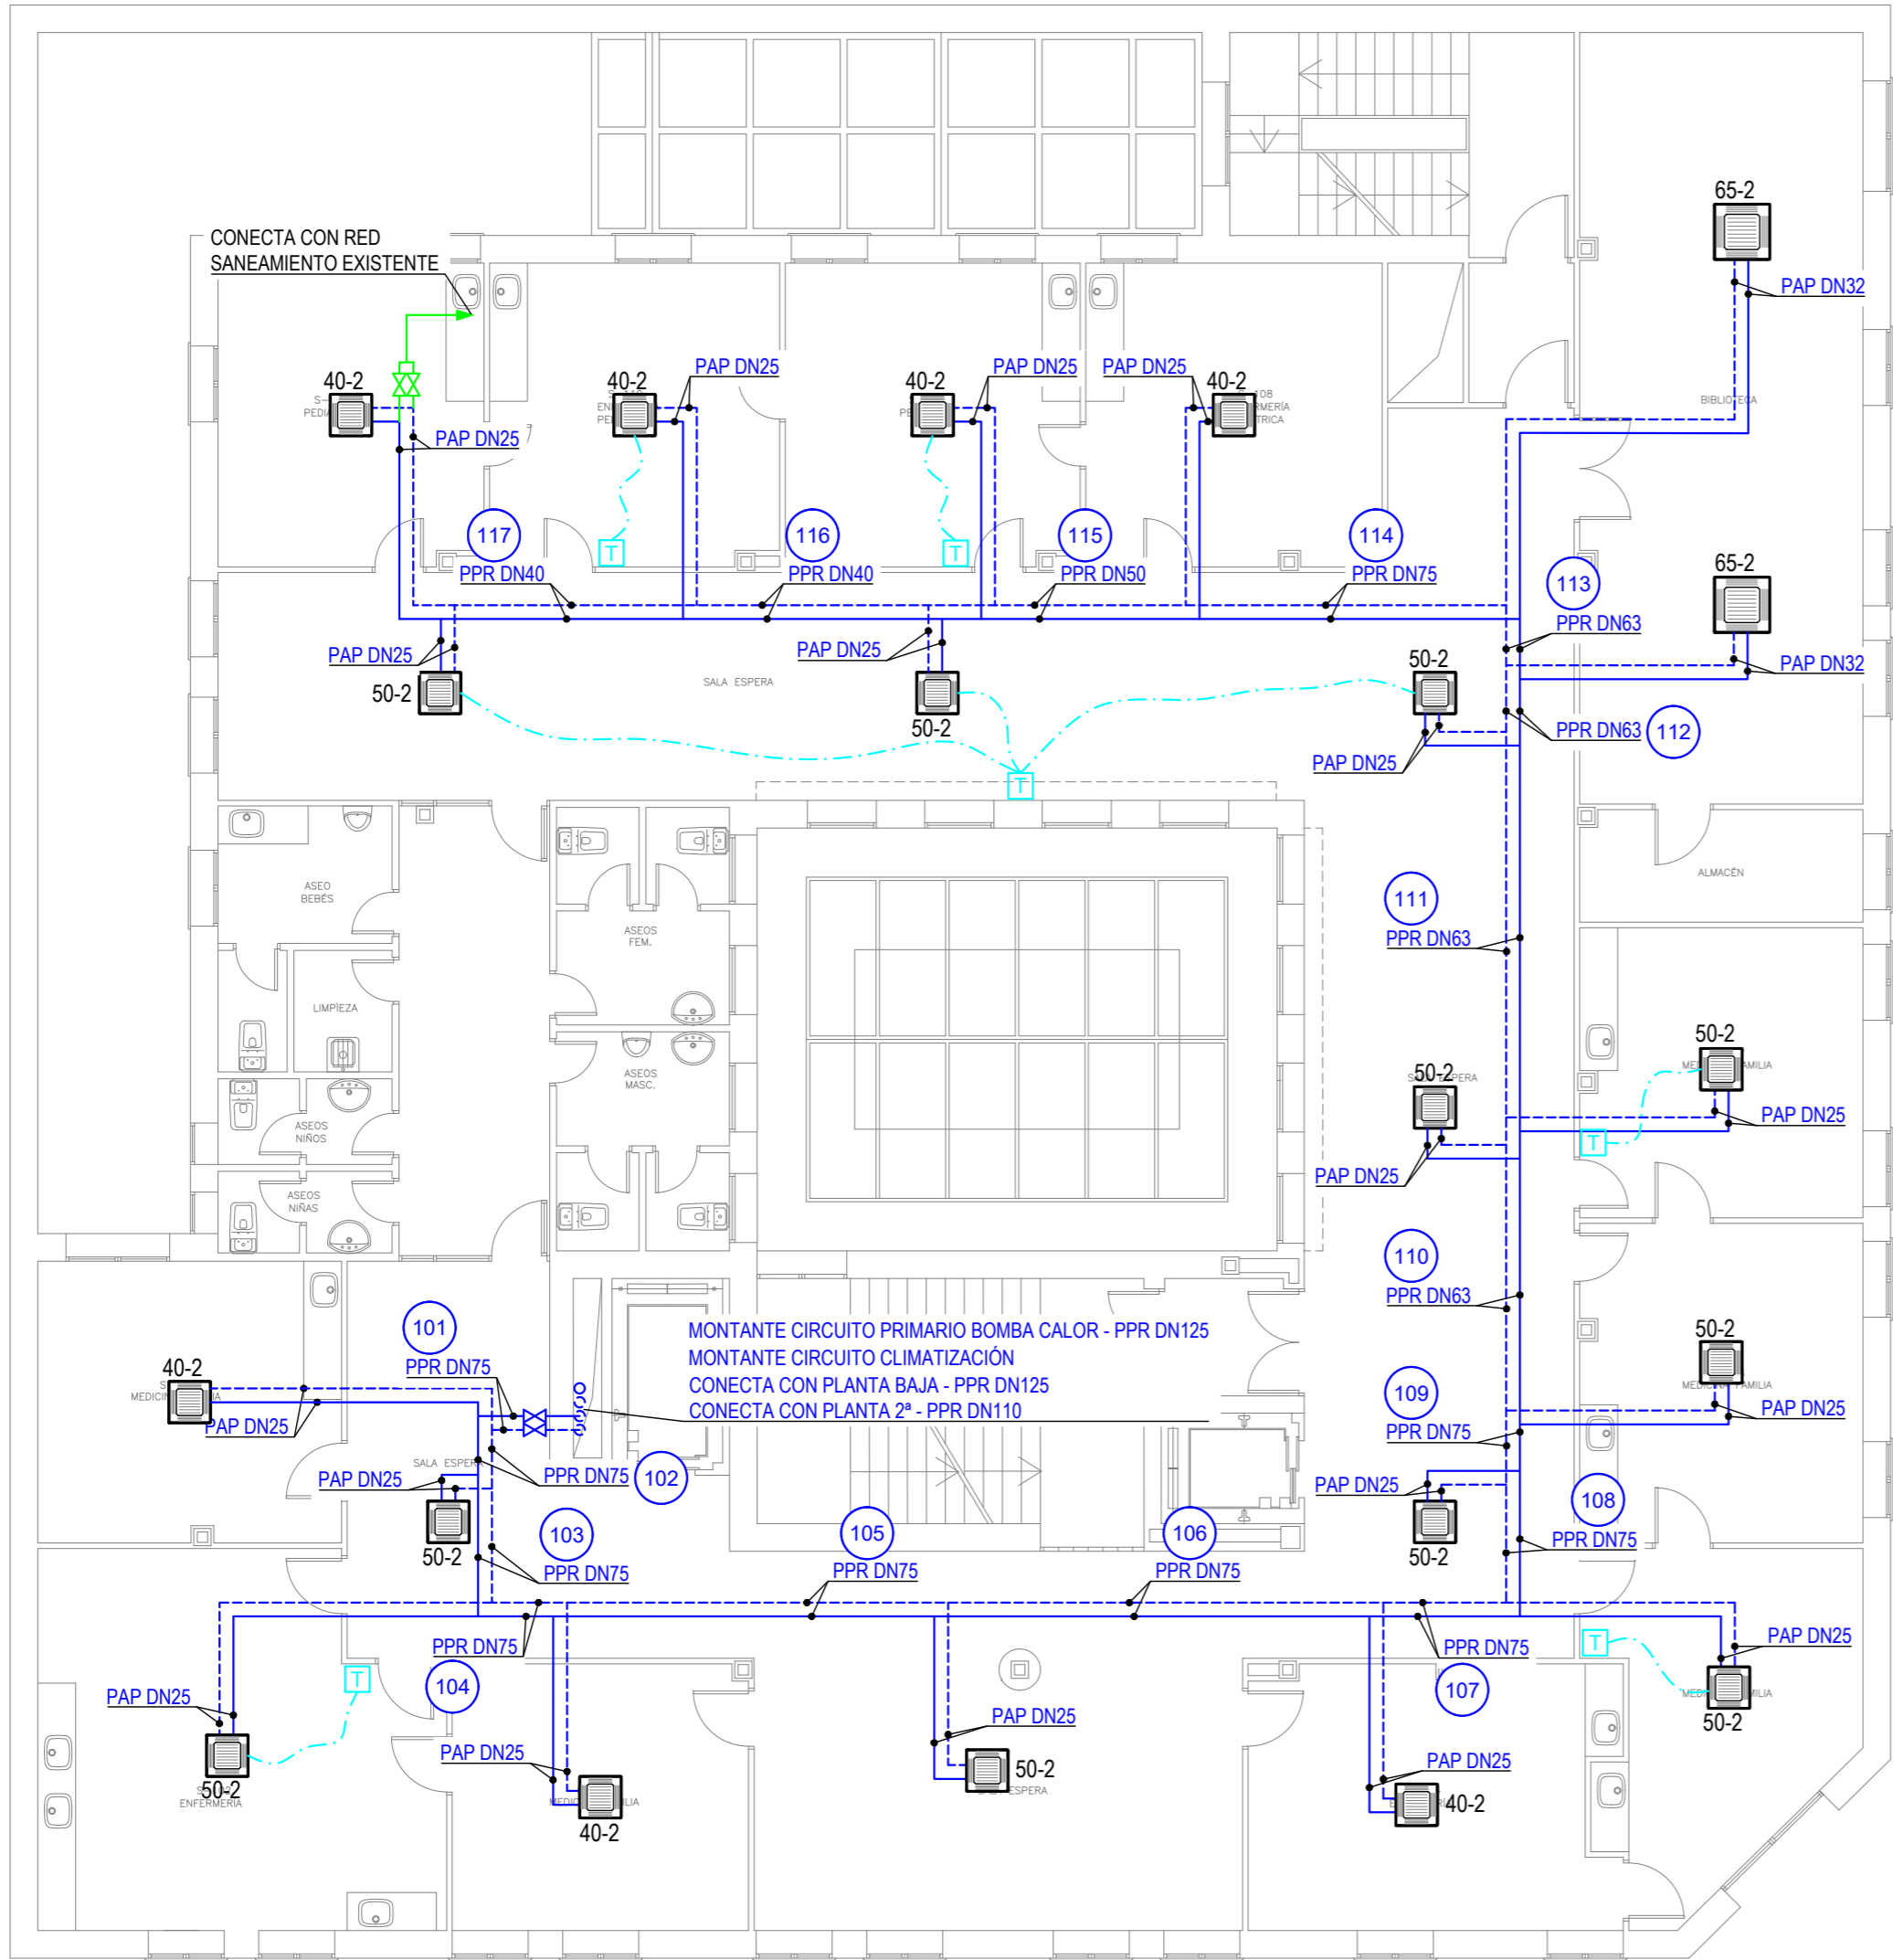 CONECTA CON RED
SANEAMIENTO EXISTENTE
65-2
PAP DN32
40-2
PAP DN25
40-2
PAP DN25
40-2
PAP DN25
PAP DN25
40-2
BIBLIOTECA
117
PPR DN40
T
116
PPR DN40
T
115
PPR DN50
114
PPR DN75
113
PPR DN63
65-2
PAP DN32
PAP DN25
50-2
SALA ESPERA
PAP DN25
50-2
50-2
PAP DN25
PPR DN63
112
T
ASEO
BEBÉS
ASEOS
FEM.
LIMPIEZA
ASEOS
MASC.
ASEOS
NIÑOS
ASEOS
NIÑAS
111
PPR DN63
ALMACÉN
50-2
PAP DN25
T
50-2
PAP DN25
110
PPR DN63
50-2
PAP DN25
109
PPR DN75
101
PPR DN75
MONTANTE CIRCUITO PRIMARIO BOMBA CALOR - PPR DN125
MONTANTE CIRCUITO CLIMATIZACIÓN
CONECTA CON PLANTA BAJA - PPR DN125
CONECTA CON PLANTA 2ª - PPR DN110
40-2
PAP DN25
SALA ESPERA
PAP DN25
50-2
PPR DN75
102
103
PPR DN75
105
PPR DN75
106
PPR DN75
PAP DN25
50-2
108
PPR DN75
PPR DN75
104
T
PAP DN25
50-2
ENFERMERÍA
PAP DN25
40-2
PAP DN25
50-2
ESPERA
PPR DN75
107
PAP DN25
40-2
T
PAP DN25
50-2